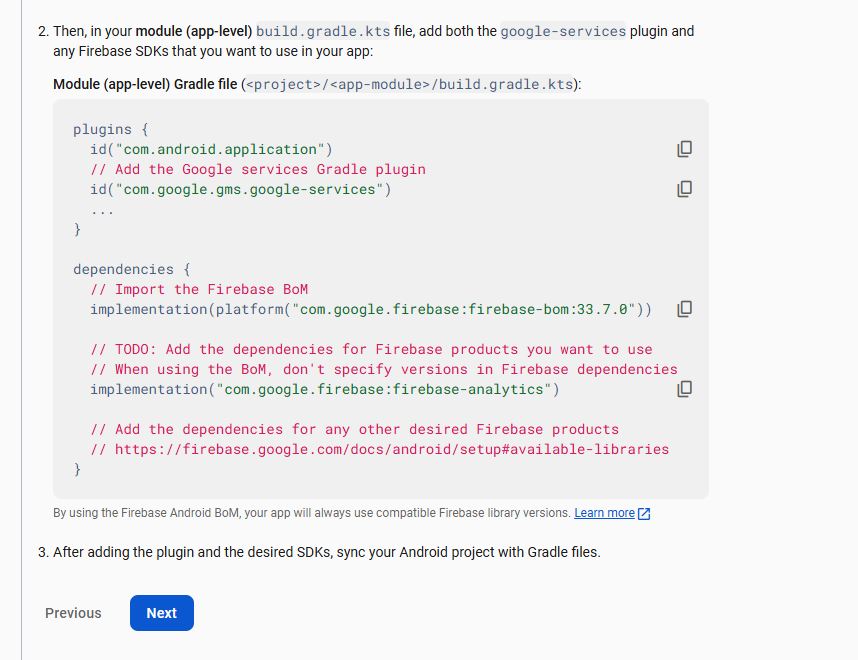 2. Then, in your module (app-level) build.gradle.kts file, add both the google-services plugin and
any Firebase SDKs that you want to use in your app:
Module (app-level) Gradle file (<project>/<app-module>/build.gradle.kts):
plugins {
  id("com.android.application")
  // Add the Google services Gradle plugin
  id("com.google.gms.google-services")
  ...
}
dependencies {
  // Import the Firebase BoM
  implementation(platform("com.google.firebase:firebase-bom:33.7.0"))
  // TODO: Add the dependencies for Firebase products you want to use
  // When using the BoM, don't specify versions in Firebase dependencies
  implementation("com.google.firebase:firebase-analytics")
  // Add the dependencies for any other desired Firebase products
  // https://firebase.google.com/docs/android/setup#available-libraries
}
By using the Firebase Android BoM, your app will always use compatible Firebase library versions. Learn more
3. After adding the plugin and the desired SDKs, sync your Android project with Gradle files.
Previous Next